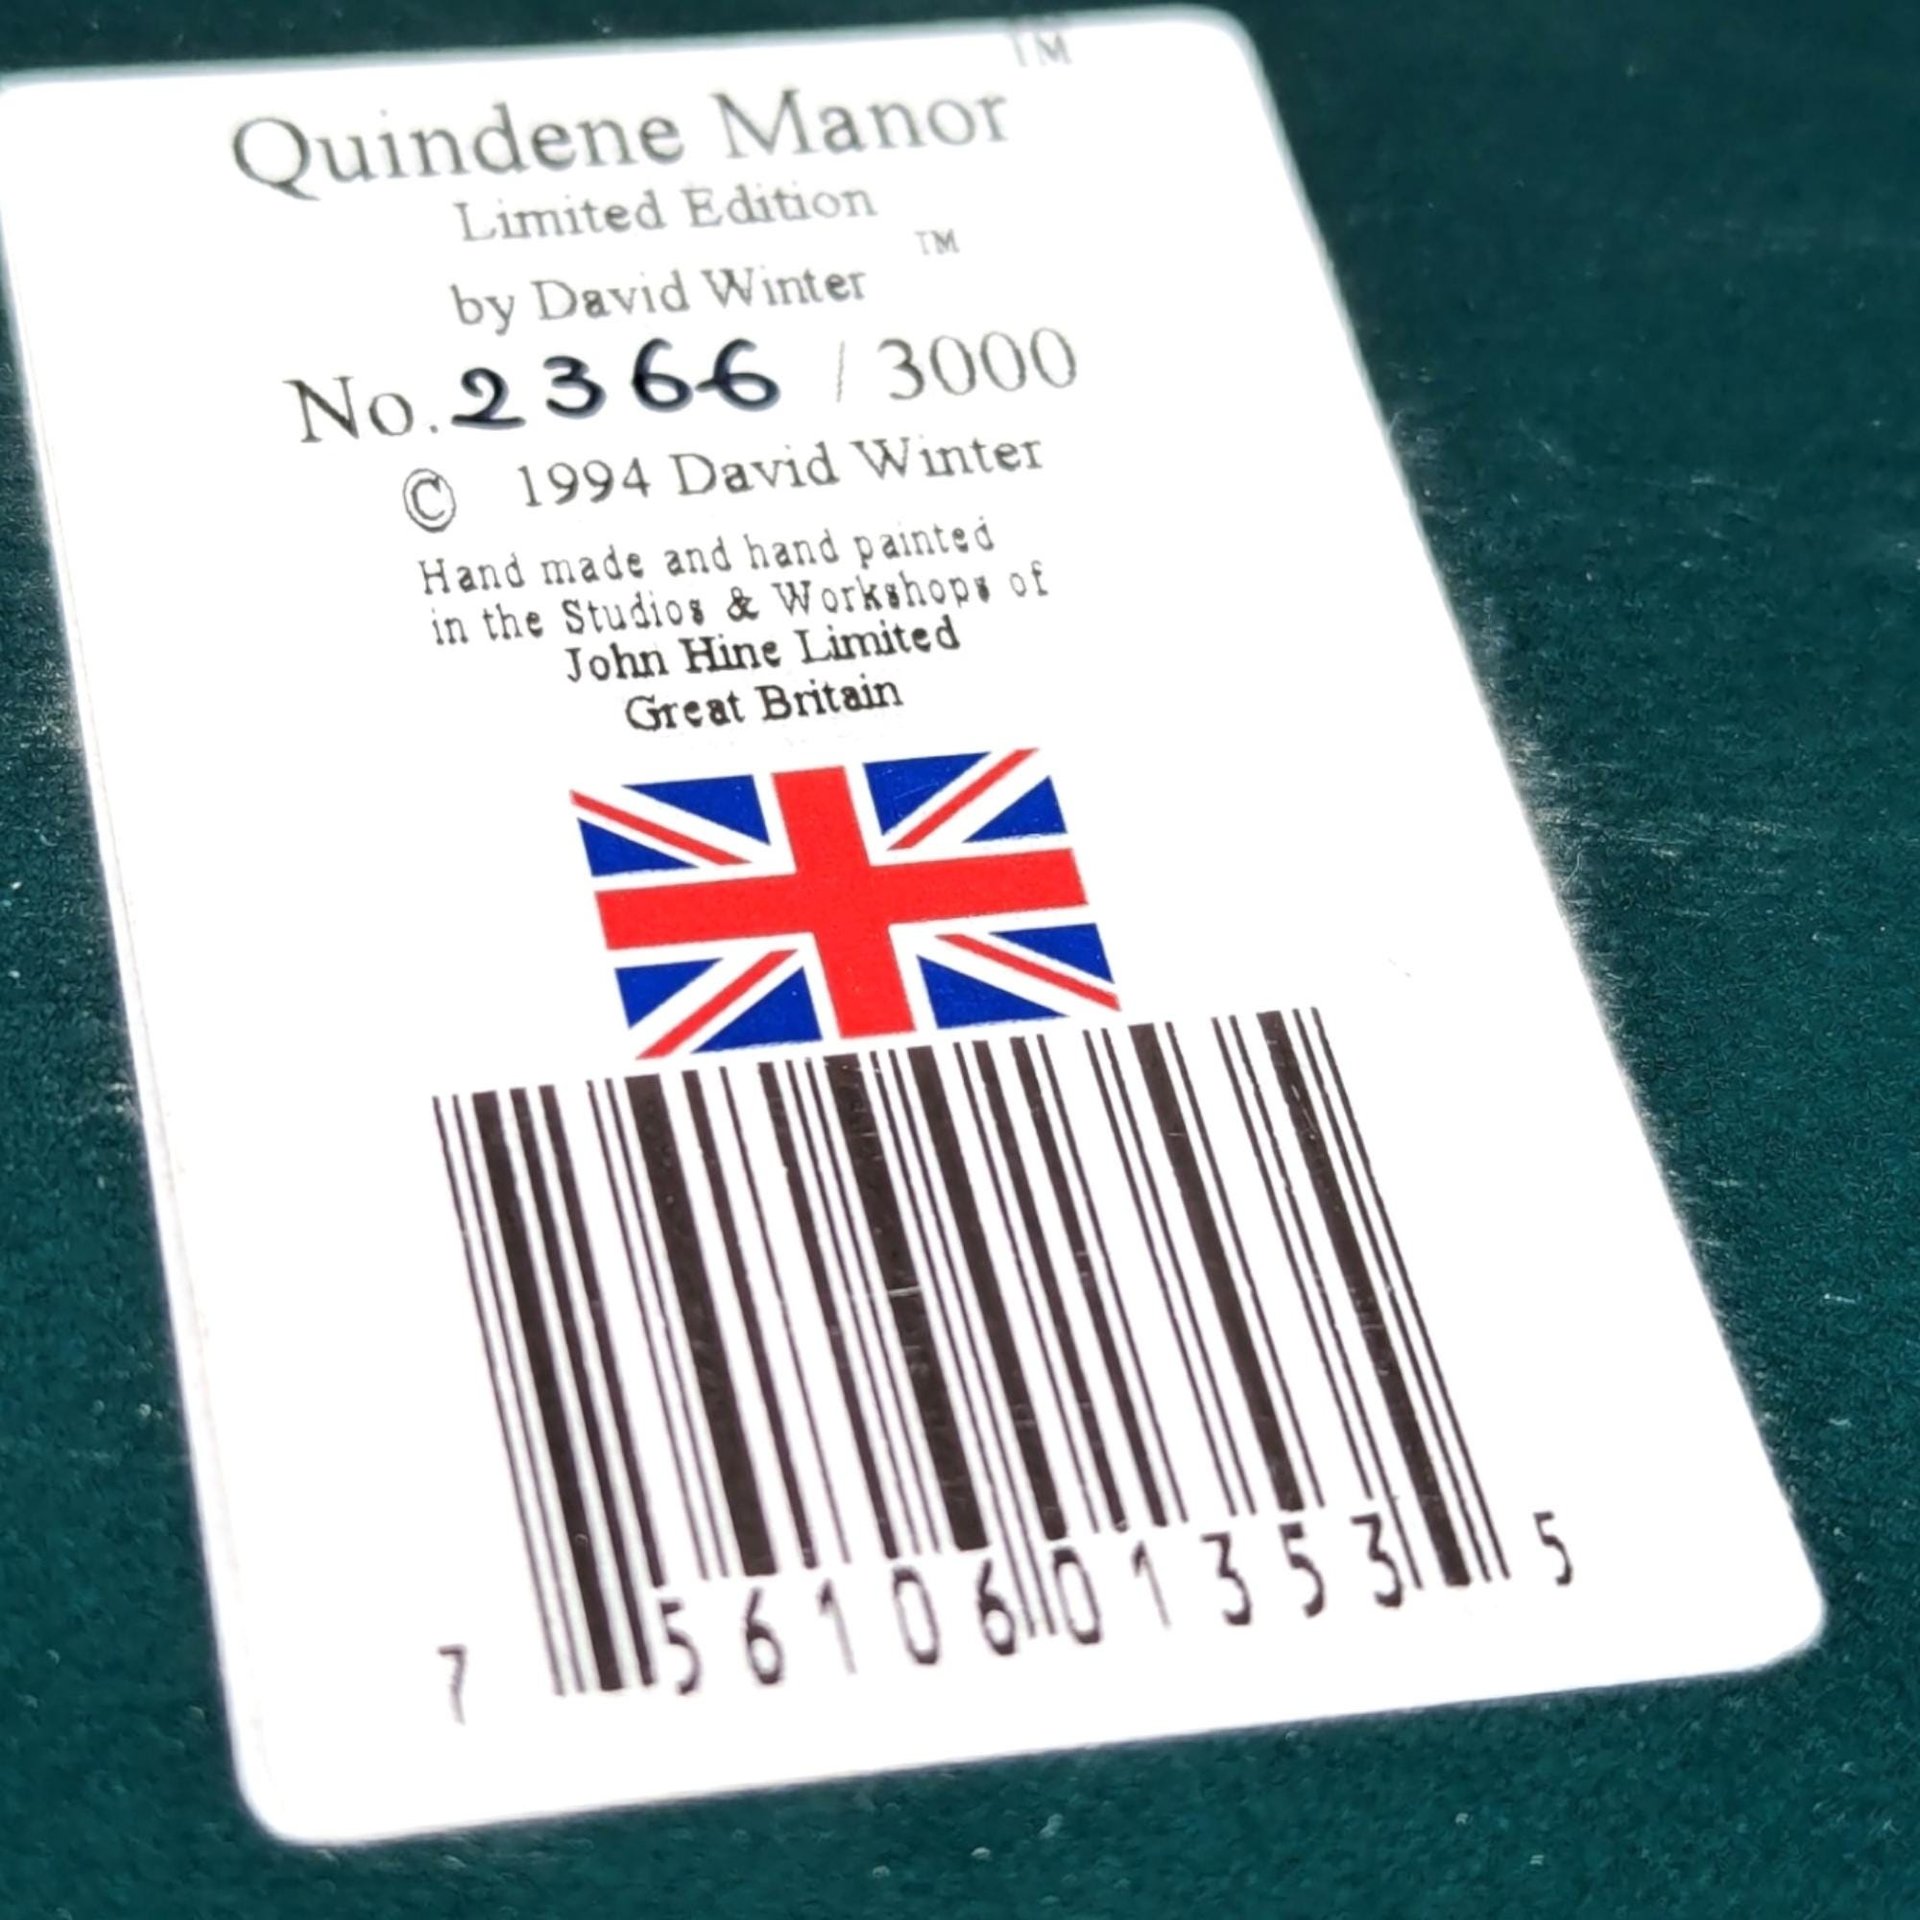 Quindene Manor ™
Limited Edition
by David Winter ™
No. 2366 / 3000
© 1994 David Winter
Hand made and hand painted
in the Studios & Workshops of
John Hine Limited
Great Britain
7 56106 01353 5